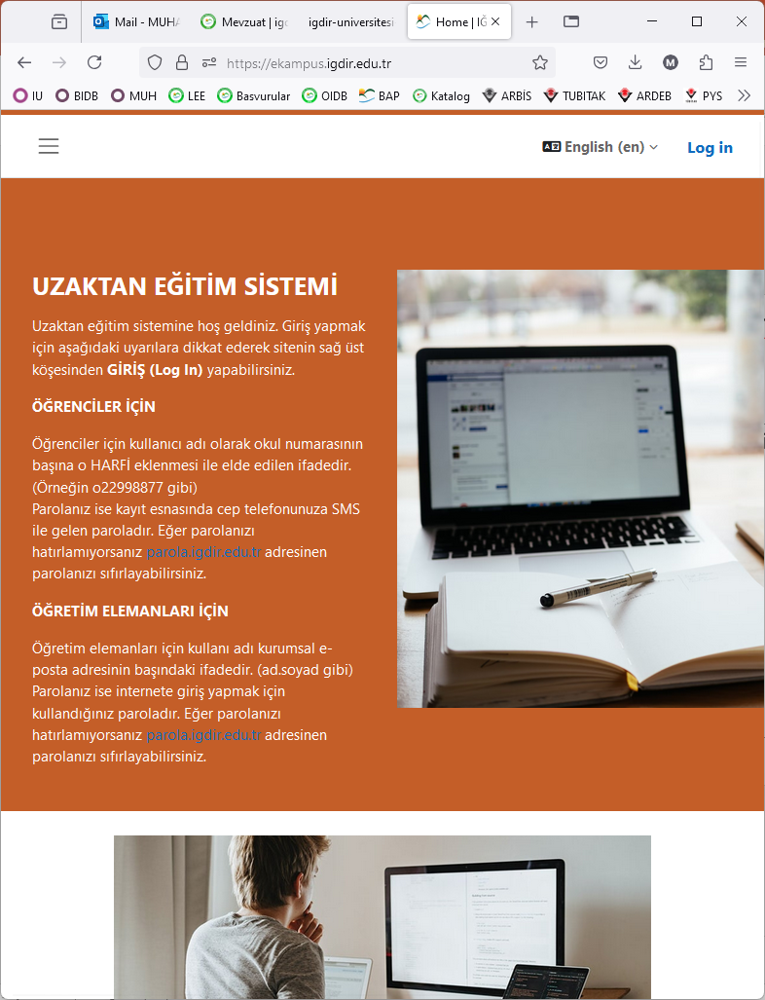 Mail - MUHA
Mevzuat | igd
igdir-universitesi
Home | IĞ
https://ekampus.igdir.edu.tr
M
IU
BIDB
MUH
LEE
Basvurular
OIDB
BAP
Katalog
ARBİS
TUBITAK
ARDEB
PYS
English (en)
Log in
UZAKTAN EĞİTİM SİSTEMİ
Uzaktan eğitim sistemine hoş geldiniz. Giriş yapmak
için aşağıdaki uyarılara dikkat ederek sitenin sağ üst
köşesinden GİRİŞ (Log In) yapabilirsiniz.
ÖĞRENCİLER İÇİN
Öğrenciler için kullanıcı adı olarak okul numarasının
başına o HARFİ eklenmesi ile elde edilen ifadedir.
(Örneğin o22998877 gibi)
Parolanız ise kayıt esnasında cep telefonunuza SMS
ile gelen paroladır. Eğer parolanızı
hatırlamıyorsanız parola.igdir.edu.tr adresinen
parolanızı sıfırlayabilirsiniz.
ÖĞRETİM ELEMANLARI İÇİN
Öğretim elemanları için kullanı adı kurumsal e-
posta adresinin başındaki ifadedir. (ad.soyad gibi)
Parolanız ise internete giriş yapmak için
kullandığınız paroladır. Eğer parolanızı
hatırlamıyorsanız parola.igdir.edu.tr adresinen
parolanızı sıfırlayabilirsiniz.